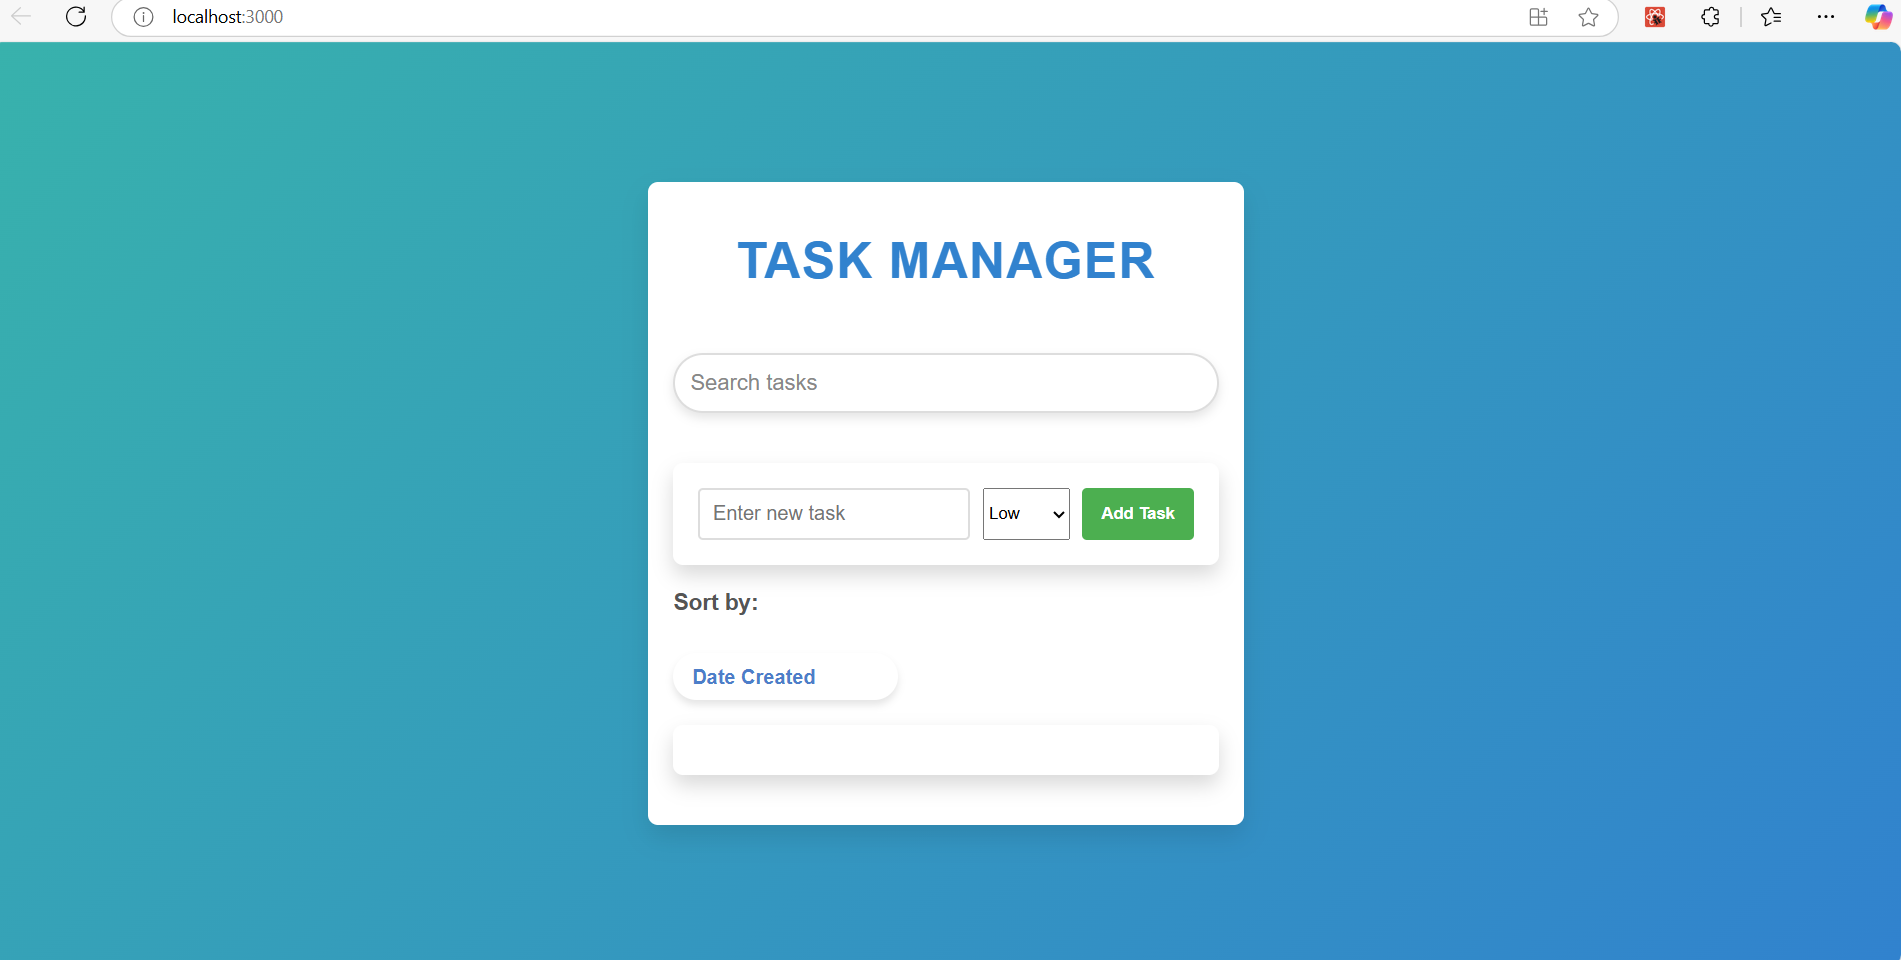 localhost:3000
TASK MANAGER
Search tasks
Enter new task
Low
Add Task
Sort by:
Date Created